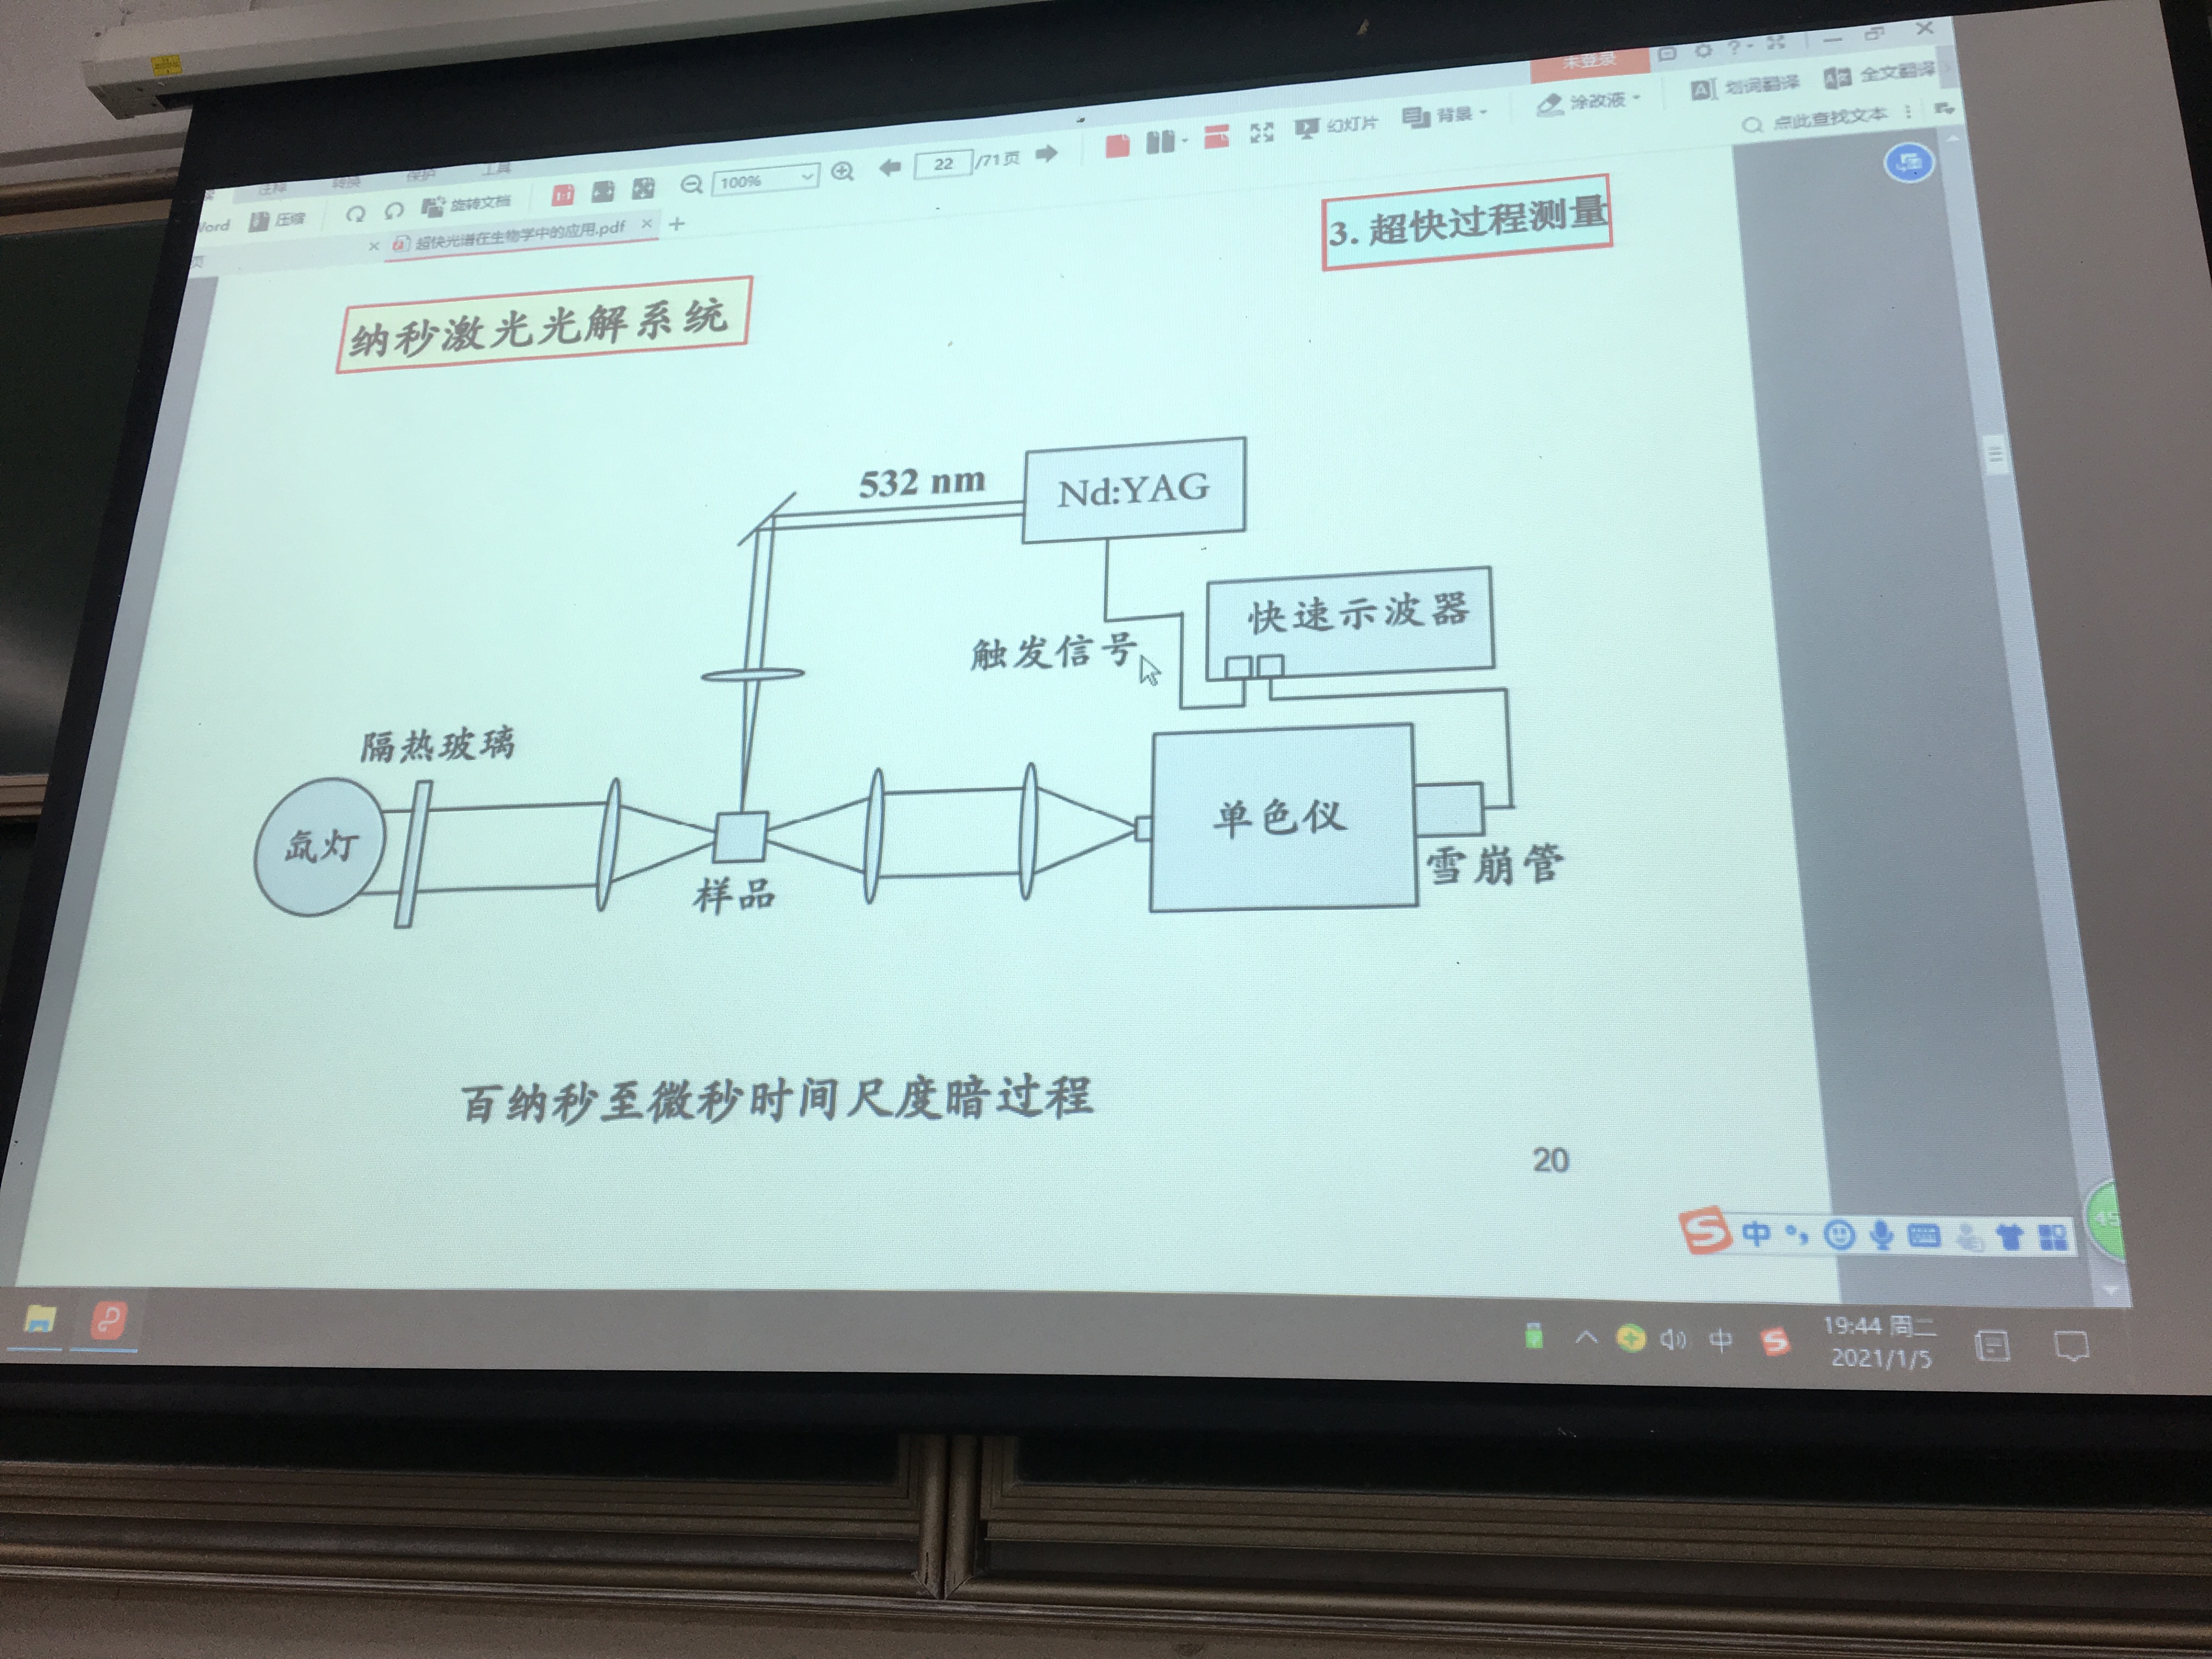 未登录
注释 转换 保护 工具
Word 压缩 旋转文档 100% 22 /71页 幻灯片 背景 涂改液 划词翻译 全文翻译
点此查找文本
页 超快光谱在生物学中的应用.pdf
3. 超快过程测量
纳秒激光光解系统
532 nm
Nd:YAG
快速示波器
触发信号
隔热玻璃
氙灯
样品
单色仪
雪崩管
百纳秒至微秒时间尺度暗过程
20
中
45
中
19:44 周二
2021/1/5